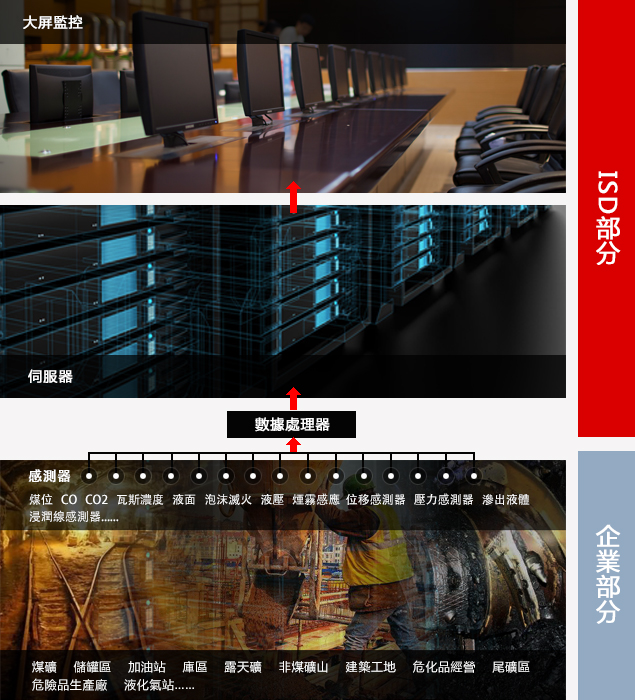 大屏監控
ISD部分
伺服器
數據處理器
感測器
煤位 CO CO2 瓦斯濃度 液面 泡沫滅火 液壓 煙霧感應 位移感測器 壓力感測器 滲出液體
浸潤線感測器......
企業部分
煤礦 儲罐區 加油站 庫區 露天礦 非煤礦山 建築工地 危化品經營 尾礦區
危險品生產廠 液化氣站......